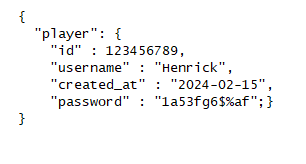 {
"player": {
"id" : 123456789,
"username" : "Henrick",
"created_at" : "2024-02-15",
"password" : "1a53fg6$%af";}
}